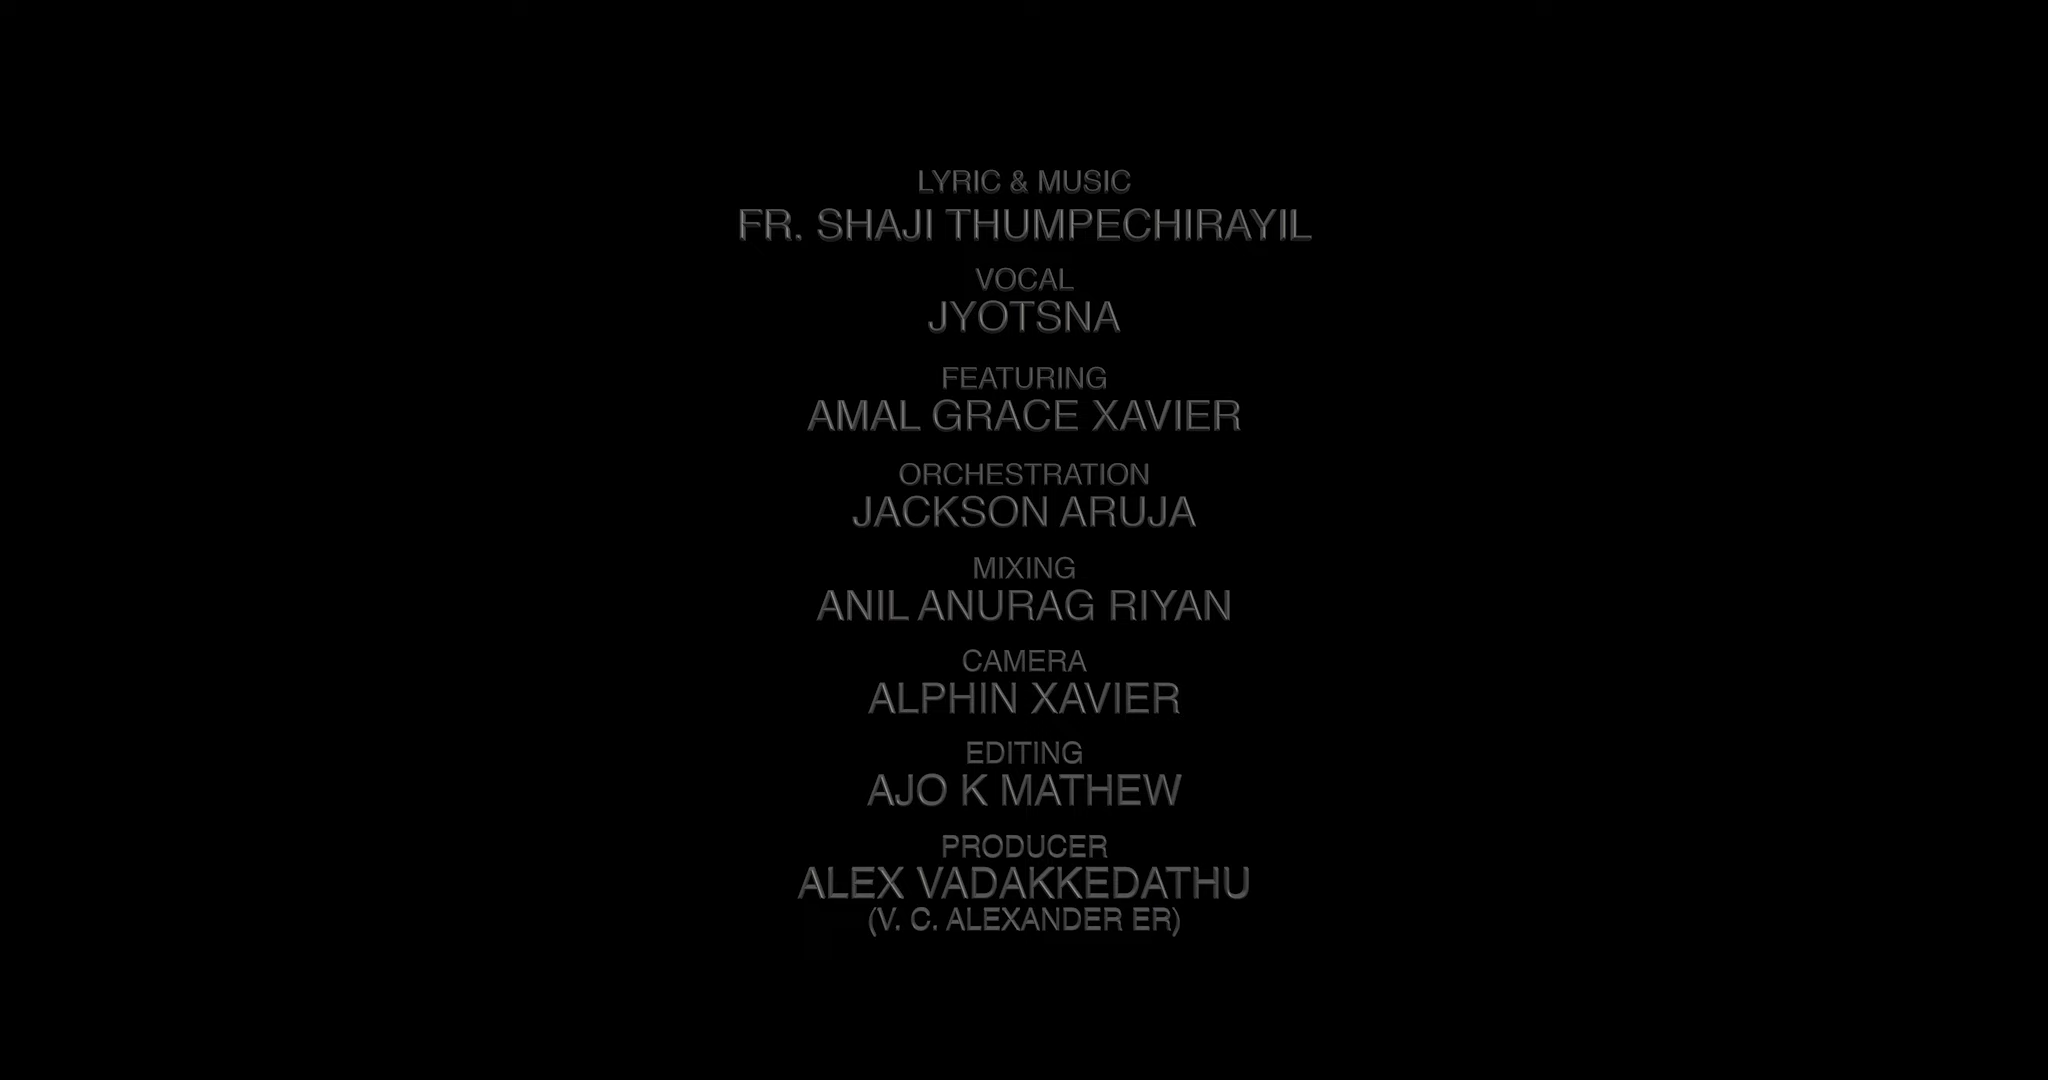 LYRIC & MUSIC
FR. SHAJI THUMPECHIRAYIL
VOCAL
JYOTSNA
FEATURING
AMAL GRACE XAVIER
ORCHESTRATION
JACKSON ARUJA
MIXING
ANIL ANURAG RIYAN
CAMERA
ALPHIN XAVIER
EDITING
AJO K MATHEW
PRODUCER
ALEX VADAKKEDATHU
(V. C. ALEXANDER ER)